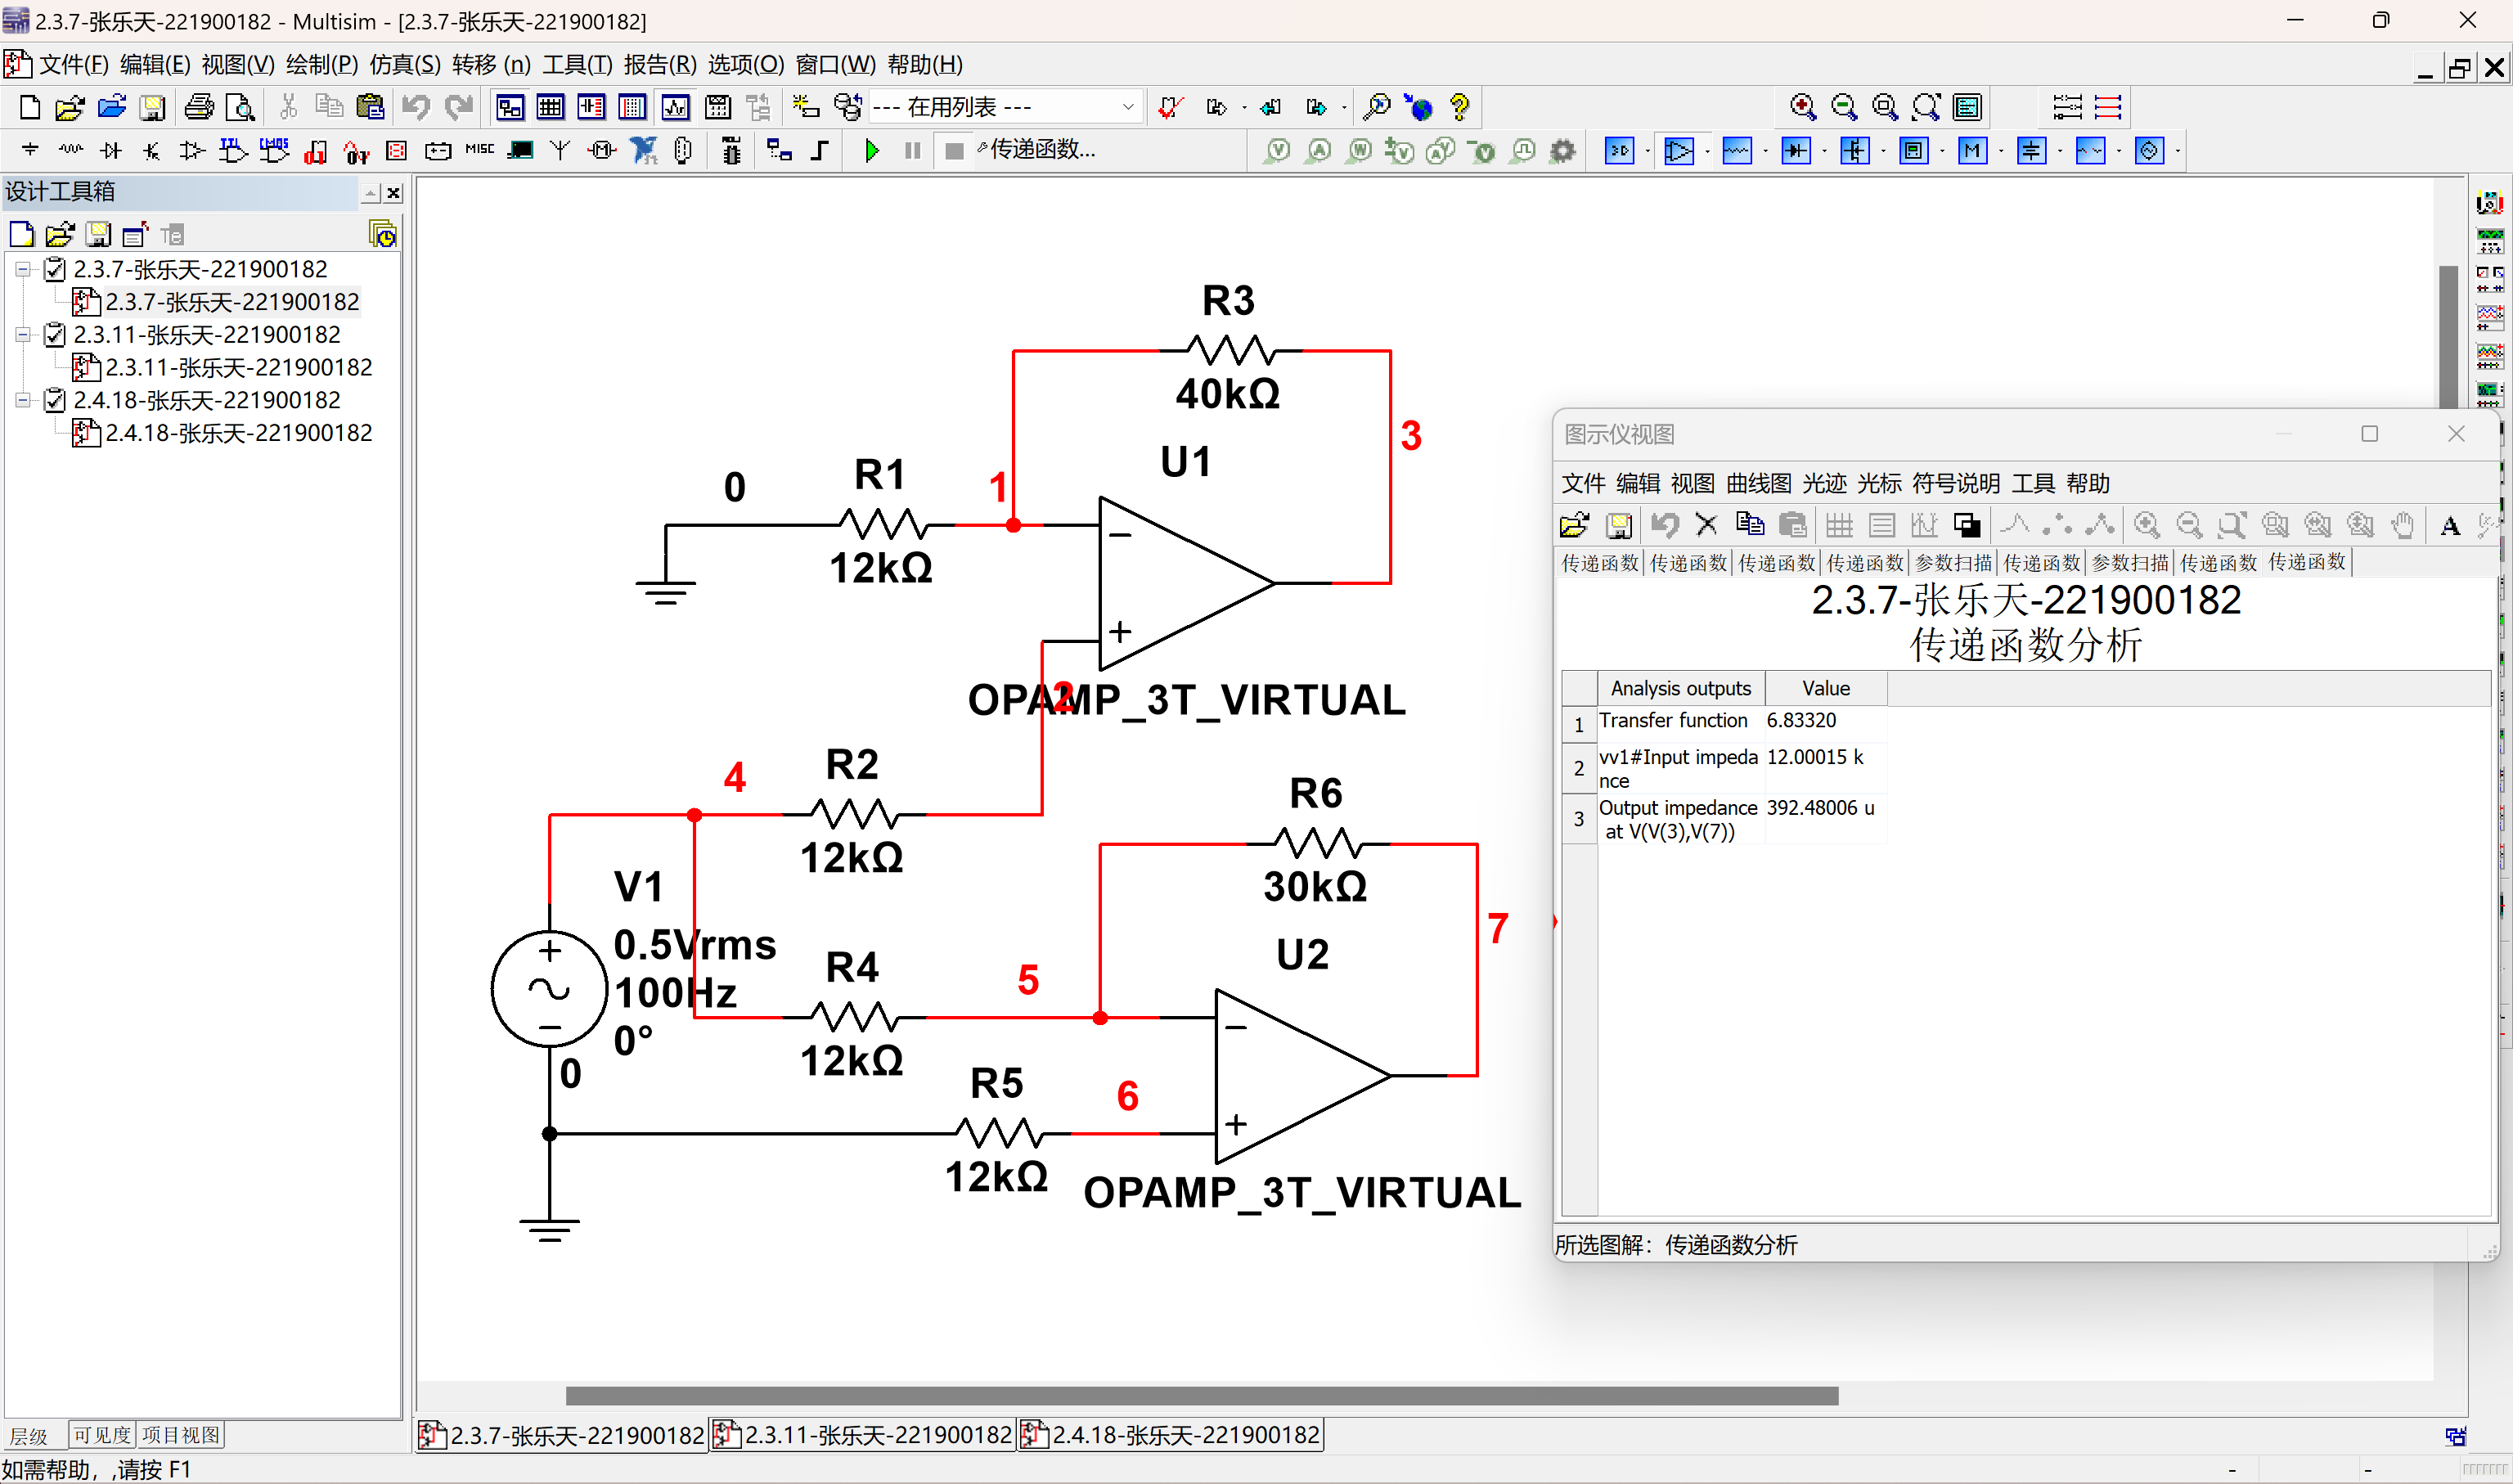 2.3.7-张乐天-221900182 - Multisim - [2.3.7-张乐天-221900182]
文件(F) 编辑(E) 视图(V) 绘制(P) 仿真(S) 转移 (n) 工具(T) 报告(R) 选项(O) 窗口(W) 帮助(H)
--- 在用列表 ---
MISC
传递函数...
设计工具箱
2.3.7-张乐天-221900182
2.3.7-张乐天-221900182
2.3.11-张乐天-221900182
2.3.11-张乐天-221900182
2.4.18-张乐天-221900182
2.4.18-张乐天-221900182
R3
40kΩ
3
U1
0
R1
1
12kΩ
2
OPAMP_3T_VIRTUAL
R2
4
12kΩ
R6
30kΩ
7
V1
0.5Vrms
100Hz
0°
0
R4
5
12kΩ
U2
R5
6
12kΩ
OPAMP_3T_VIRTUAL
图示仪视图
文件 编辑 视图 曲线图 光迹 光标 符号说明 工具 帮助
传递函数 传递函数 传递函数 传递函数 参数扫描 传递函数 参数扫描 传递函数 传递函数
2.3.7-张乐天-221900182
传递函数分析
Analysis outputs Value
1 Transfer function 6.83320
2 vv1#Input impeda 12.00015 k
nce
3 Output impedance 392.48006 u
at V(V(3),V(7))
所选图解：传递函数分析
层级 可见度 项目视图
2.3.7-张乐天-221900182 2.3.11-张乐天-221900182 2.4.18-张乐天-221900182
如需帮助，,请按 F1